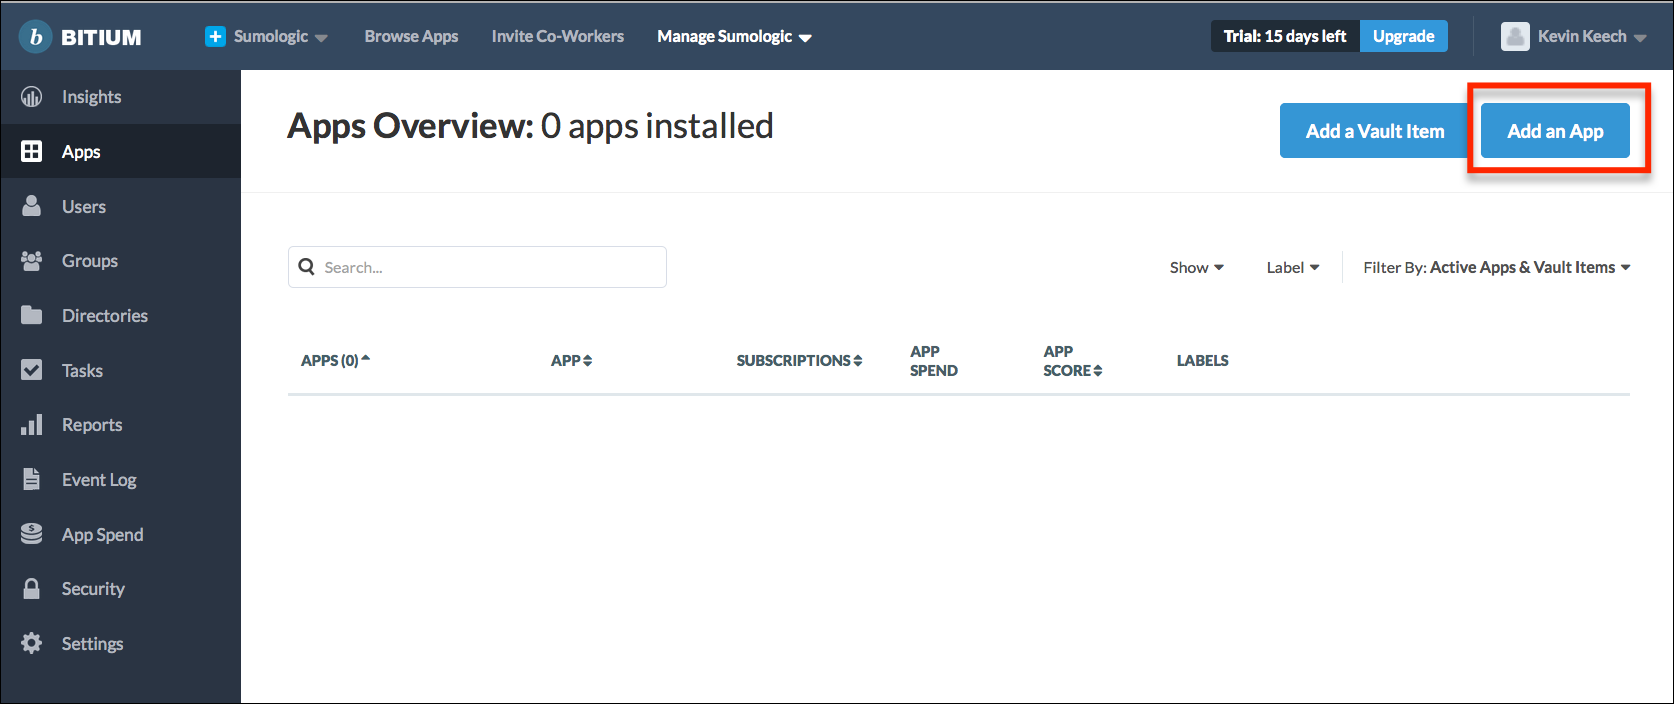 b BITIUM
Sumologic
Browse Apps
Invite Co-Workers
Manage Sumologic
Trial: 15 days left
Upgrade
Kevin Keech
Insights
Apps
Users
Groups
Directories
Tasks
Reports
Event Log
App Spend
Security
Settings
Apps Overview: 0 apps installed
Add a Vault Item
Add an App
Search...
Show
Label
Filter By: Active Apps & Vault Items
APPS (0)
APP
SUBSCRIPTIONS
APP
SPEND
APP
SCORE
LABELS